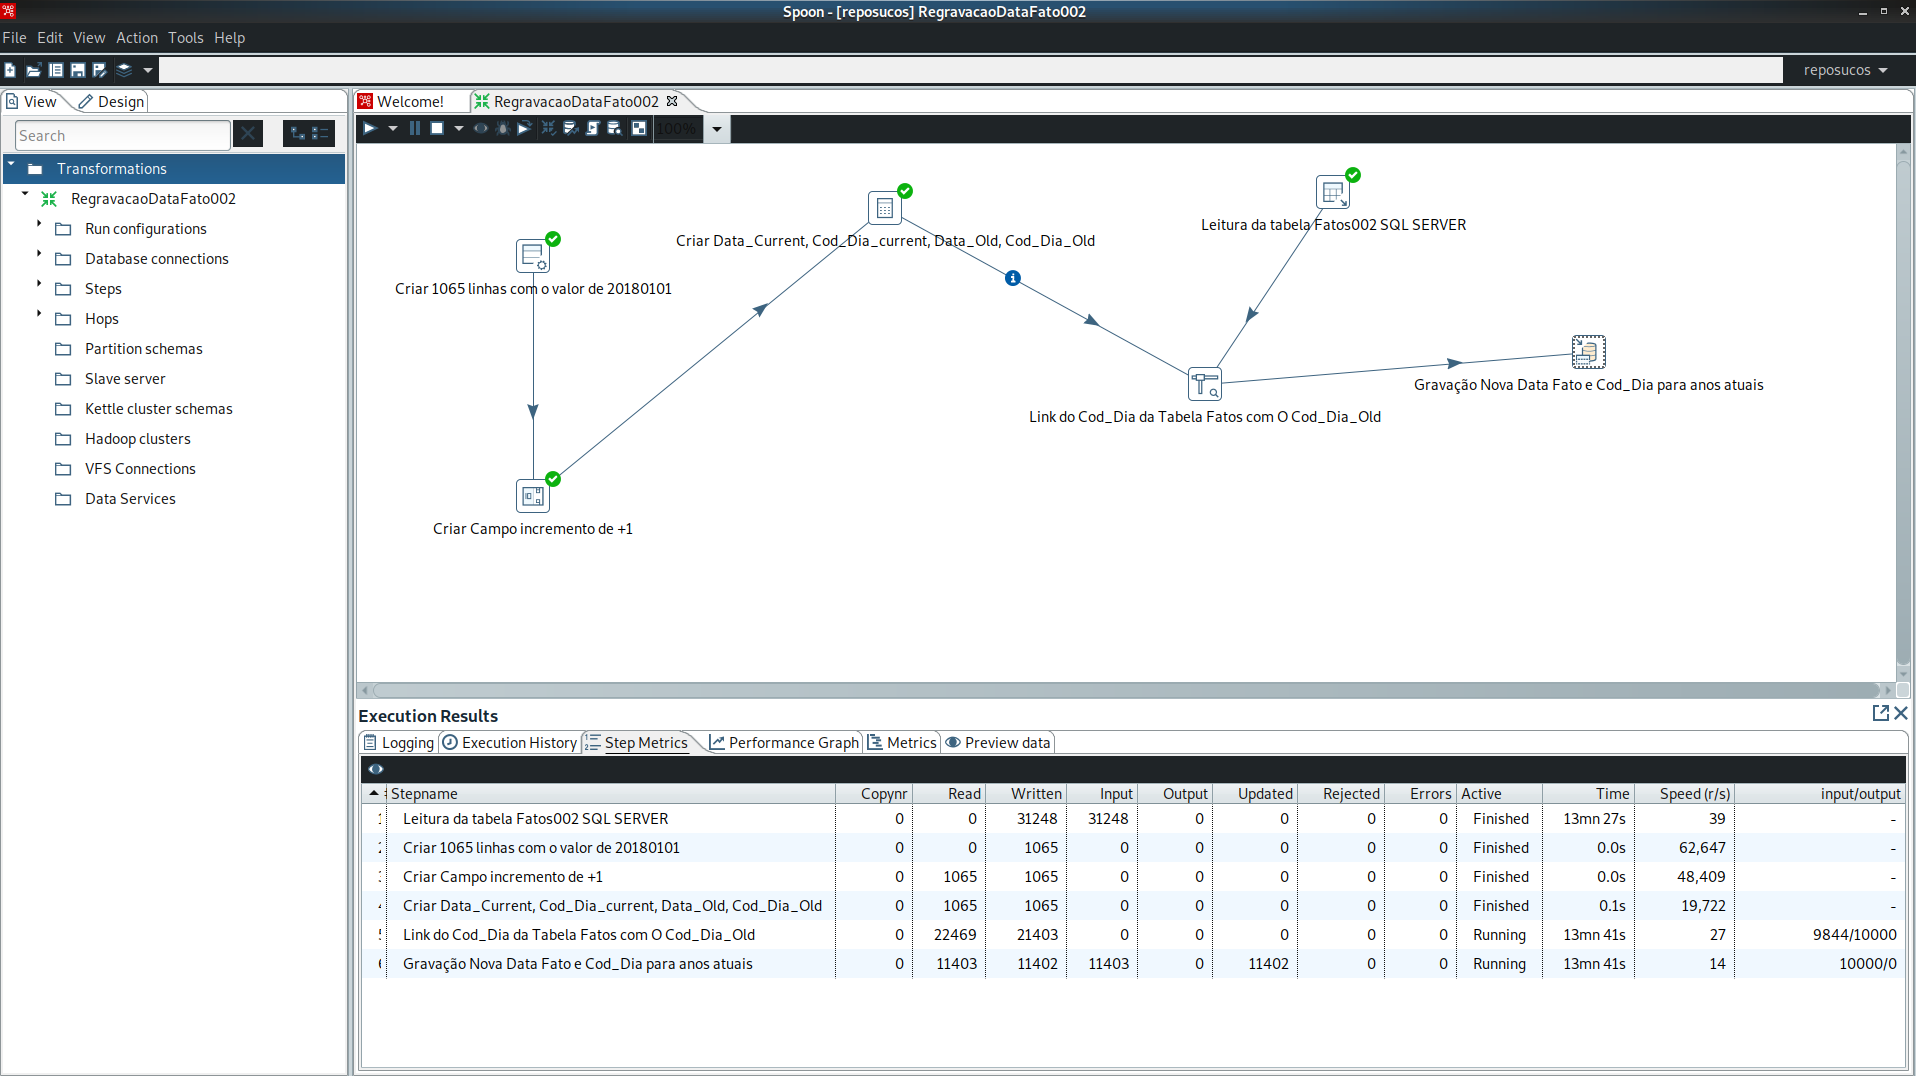 Spoon - [reposucos] RegravacaoDataFato002
File Edit View Action Tools Help
reposucos
View Design
Search
Transformations
RegravacaoDataFato002
Run configurations
Database connections
Steps
Hops
Partition schemas
Slave server
Kettle cluster schemas
Hadoop clusters
VFS Connections
Data Services
Welcome! RegravacaoDataFato002
100%
Leitura da tabela Fatos002 SQL SERVER
Criar Data_Current, Cod_Dia_current, Data_Old, Cod_Dia_Old
Criar 1065 linhas com o valor de 20180101
Gravação Nova Data Fato e Cod_Dia para anos atuais
Link do Cod_Dia da Tabela Fatos com O Cod_Dia_Old
Criar Campo incremento de +1
Execution Results
Logging Execution History Step Metrics Performance Graph Metrics Preview data
Stepname Copynr Read Written Input Output Updated Rejected Errors Active Time Speed (r/s) input/output
1 Leitura da tabela Fatos002 SQL SERVER 0 0 31248 31248 0 0 0 0 Finished 13mn 27s 39 -
2 Criar 1065 linhas com o valor de 20180101 0 0 1065 0 0 0 0 0 Finished 0.0s 62,647 -
3 Criar Campo incremento de +1 0 1065 1065 0 0 0 0 0 Finished 0.0s 48,409 -
4 Criar Data_Current, Cod_Dia_current, Data_Old, Cod_Dia_Old 0 1065 1065 0 0 0 0 0 Finished 0.1s 19,722 -
5 Link do Cod_Dia da Tabela Fatos com O Cod_Dia_Old 0 22469 21403 0 0 0 0 0 Running 13mn 41s 27 9844/10000
6 Gravação Nova Data Fato e Cod_Dia para anos atuais 0 11403 11402 11403 0 11402 0 0 Running 13mn 41s 14 10000/0